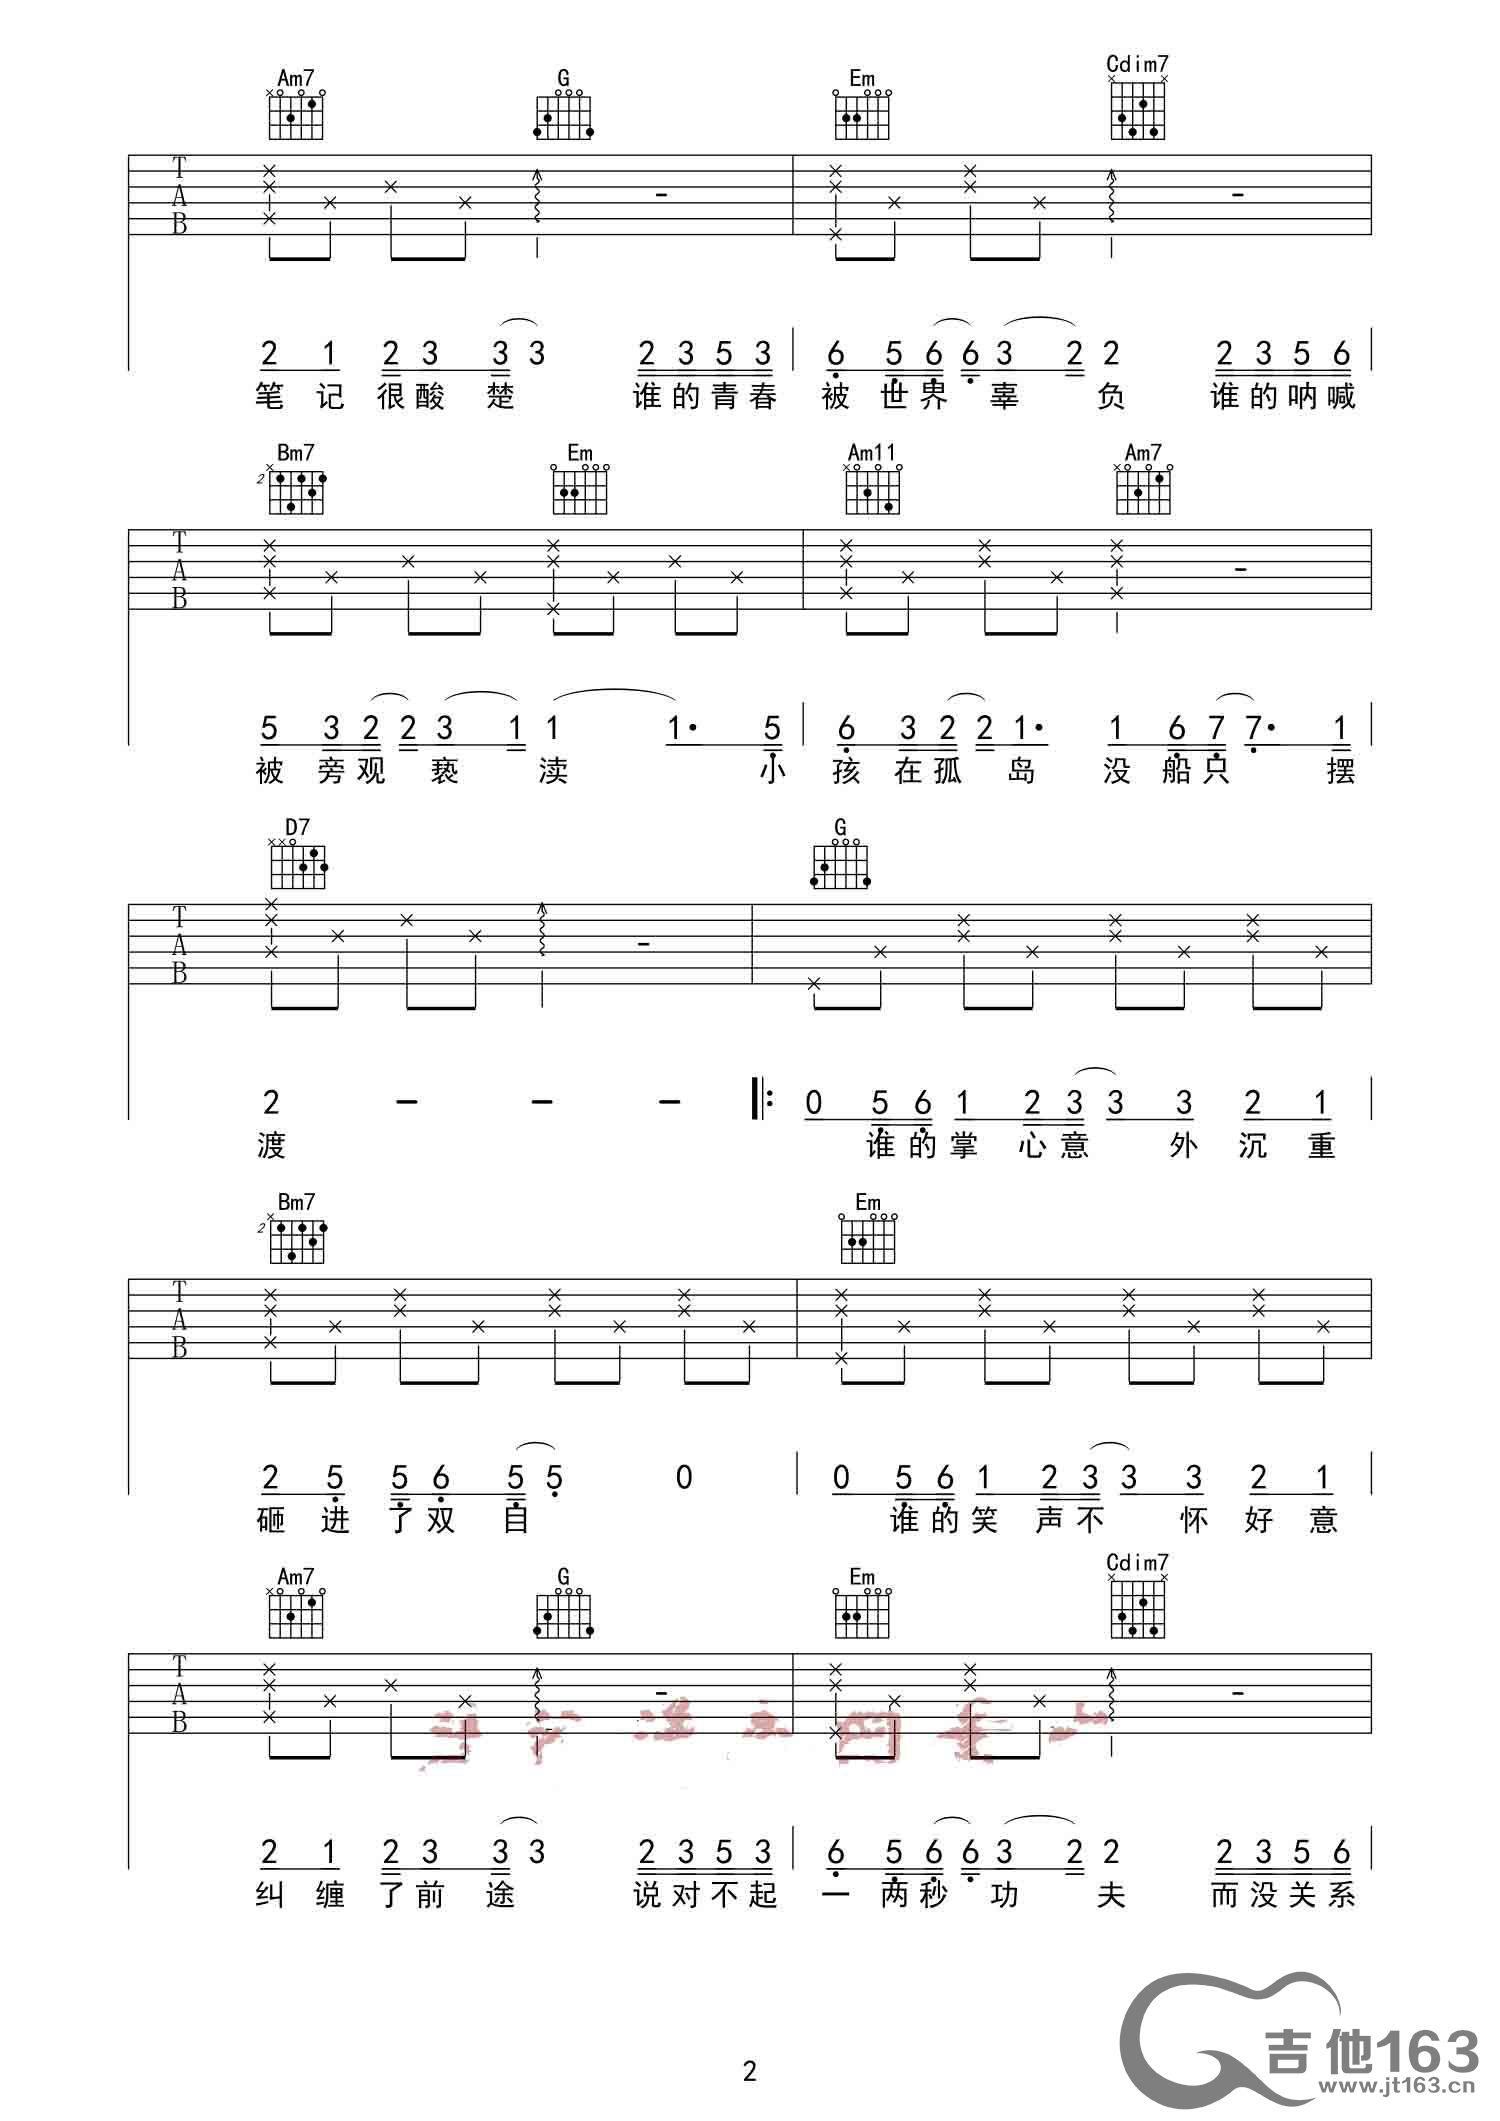 Am7 G Em Cdim7
T
A
B
2 1 2 3 3 3 2 3 5 3 6 5 6 6 3 2 2 2 3 5 6
笔 记 很 酸 楚 谁 的 青 春 被 世 界 辜 负 谁 的 呐 喊
Bm7 Em Am11 Am7
2
T
A
B
5 3 2 2 3 1 1 1· 5 6 3 2 2 1· 1 6 7 7· 1
被 旁 观 亵 渎 小 孩 在 孤 岛 没 船 只 摆
D7 G
T
A
B
2 - - - 0 5 6 1 2 3 3 3 2 1
渡 谁 的 掌 心 意 外 沉 重
Bm7 Em
2
T
A
B
2 5 5 6 5 5 0 0 5 6 1 2 3 3 3 2 1
砸 进 了 双 目 谁 的 笑 声 不 怀 好 意
Am7 G Em Cdim7
T
A
B
2 1 2 3 3 3 2 3 5 3 6 5 6 6 3 2 2 2 3 5 6
纠 缠 了 前 途 说 对 不 起 一 两 秒 功 夫 而 没 关 系
吉他163
www.jt163.cn
2